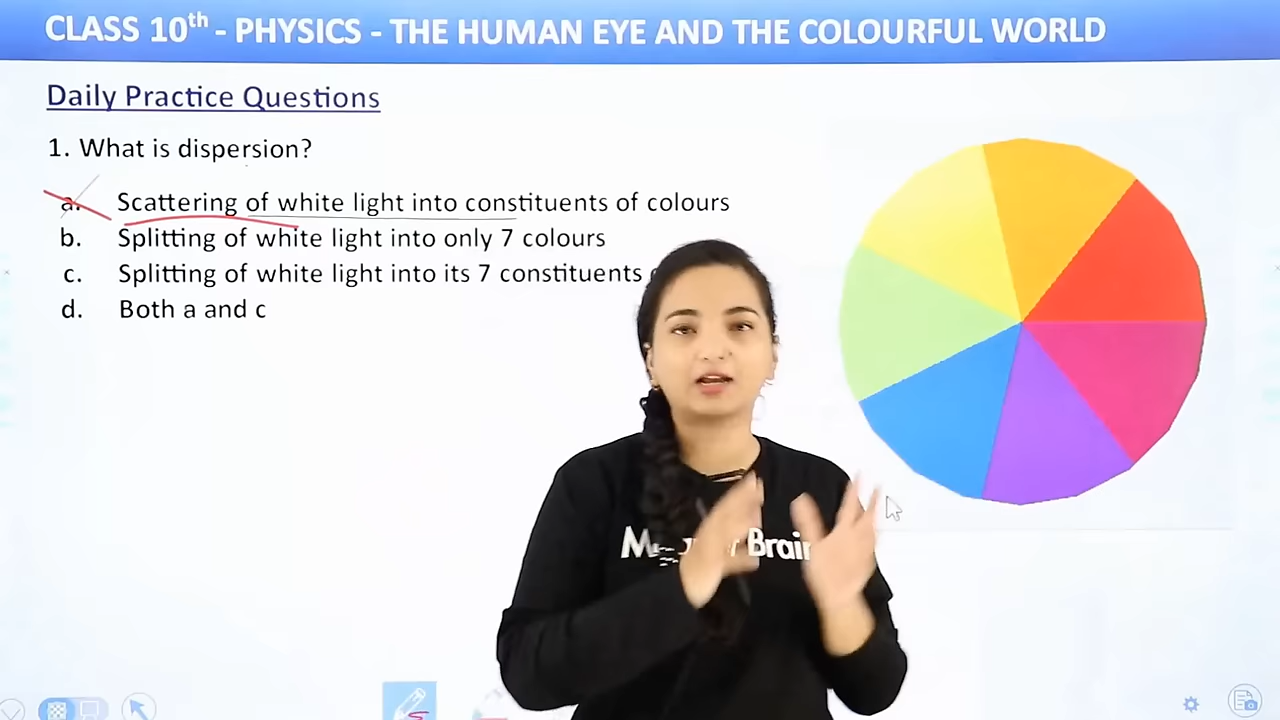 CLASS 10th - PHYSICS - THE HUMAN EYE AND THE COLOURFUL WORLD
Daily Practice Questions
1. What is dispersion?
a. Scattering of white light into constituents of colours
b. Splitting of white light into only 7 colours
c. Splitting of white light into its 7 constituents
d. Both a and c
Brain